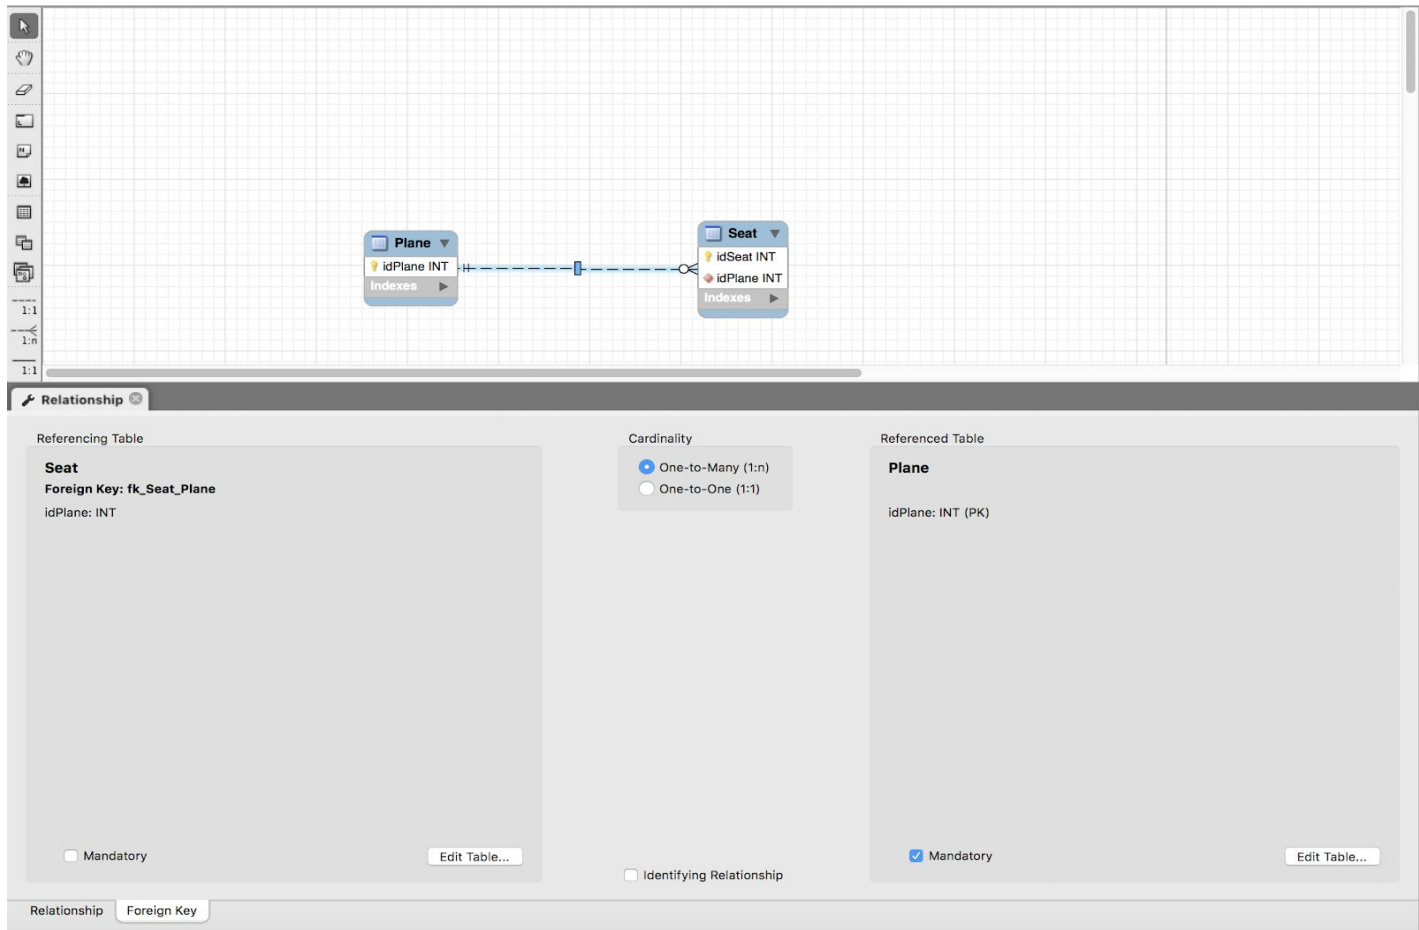 Plane
idPlane INT
Indexes
Seat
idSeat INT
idPlane INT
Indexes
1:1
1:n
1:1
Relationship
Referencing Table
Seat
Foreign Key: fk_Seat_Plane
idPlane: INT
Mandatory
Edit Table...
Cardinality
One-to-Many (1:n)
One-to-One (1:1)
Identifying Relationship
Referenced Table
Plane
idPlane: INT (PK)
Mandatory
Edit Table...
Relationship
Foreign Key